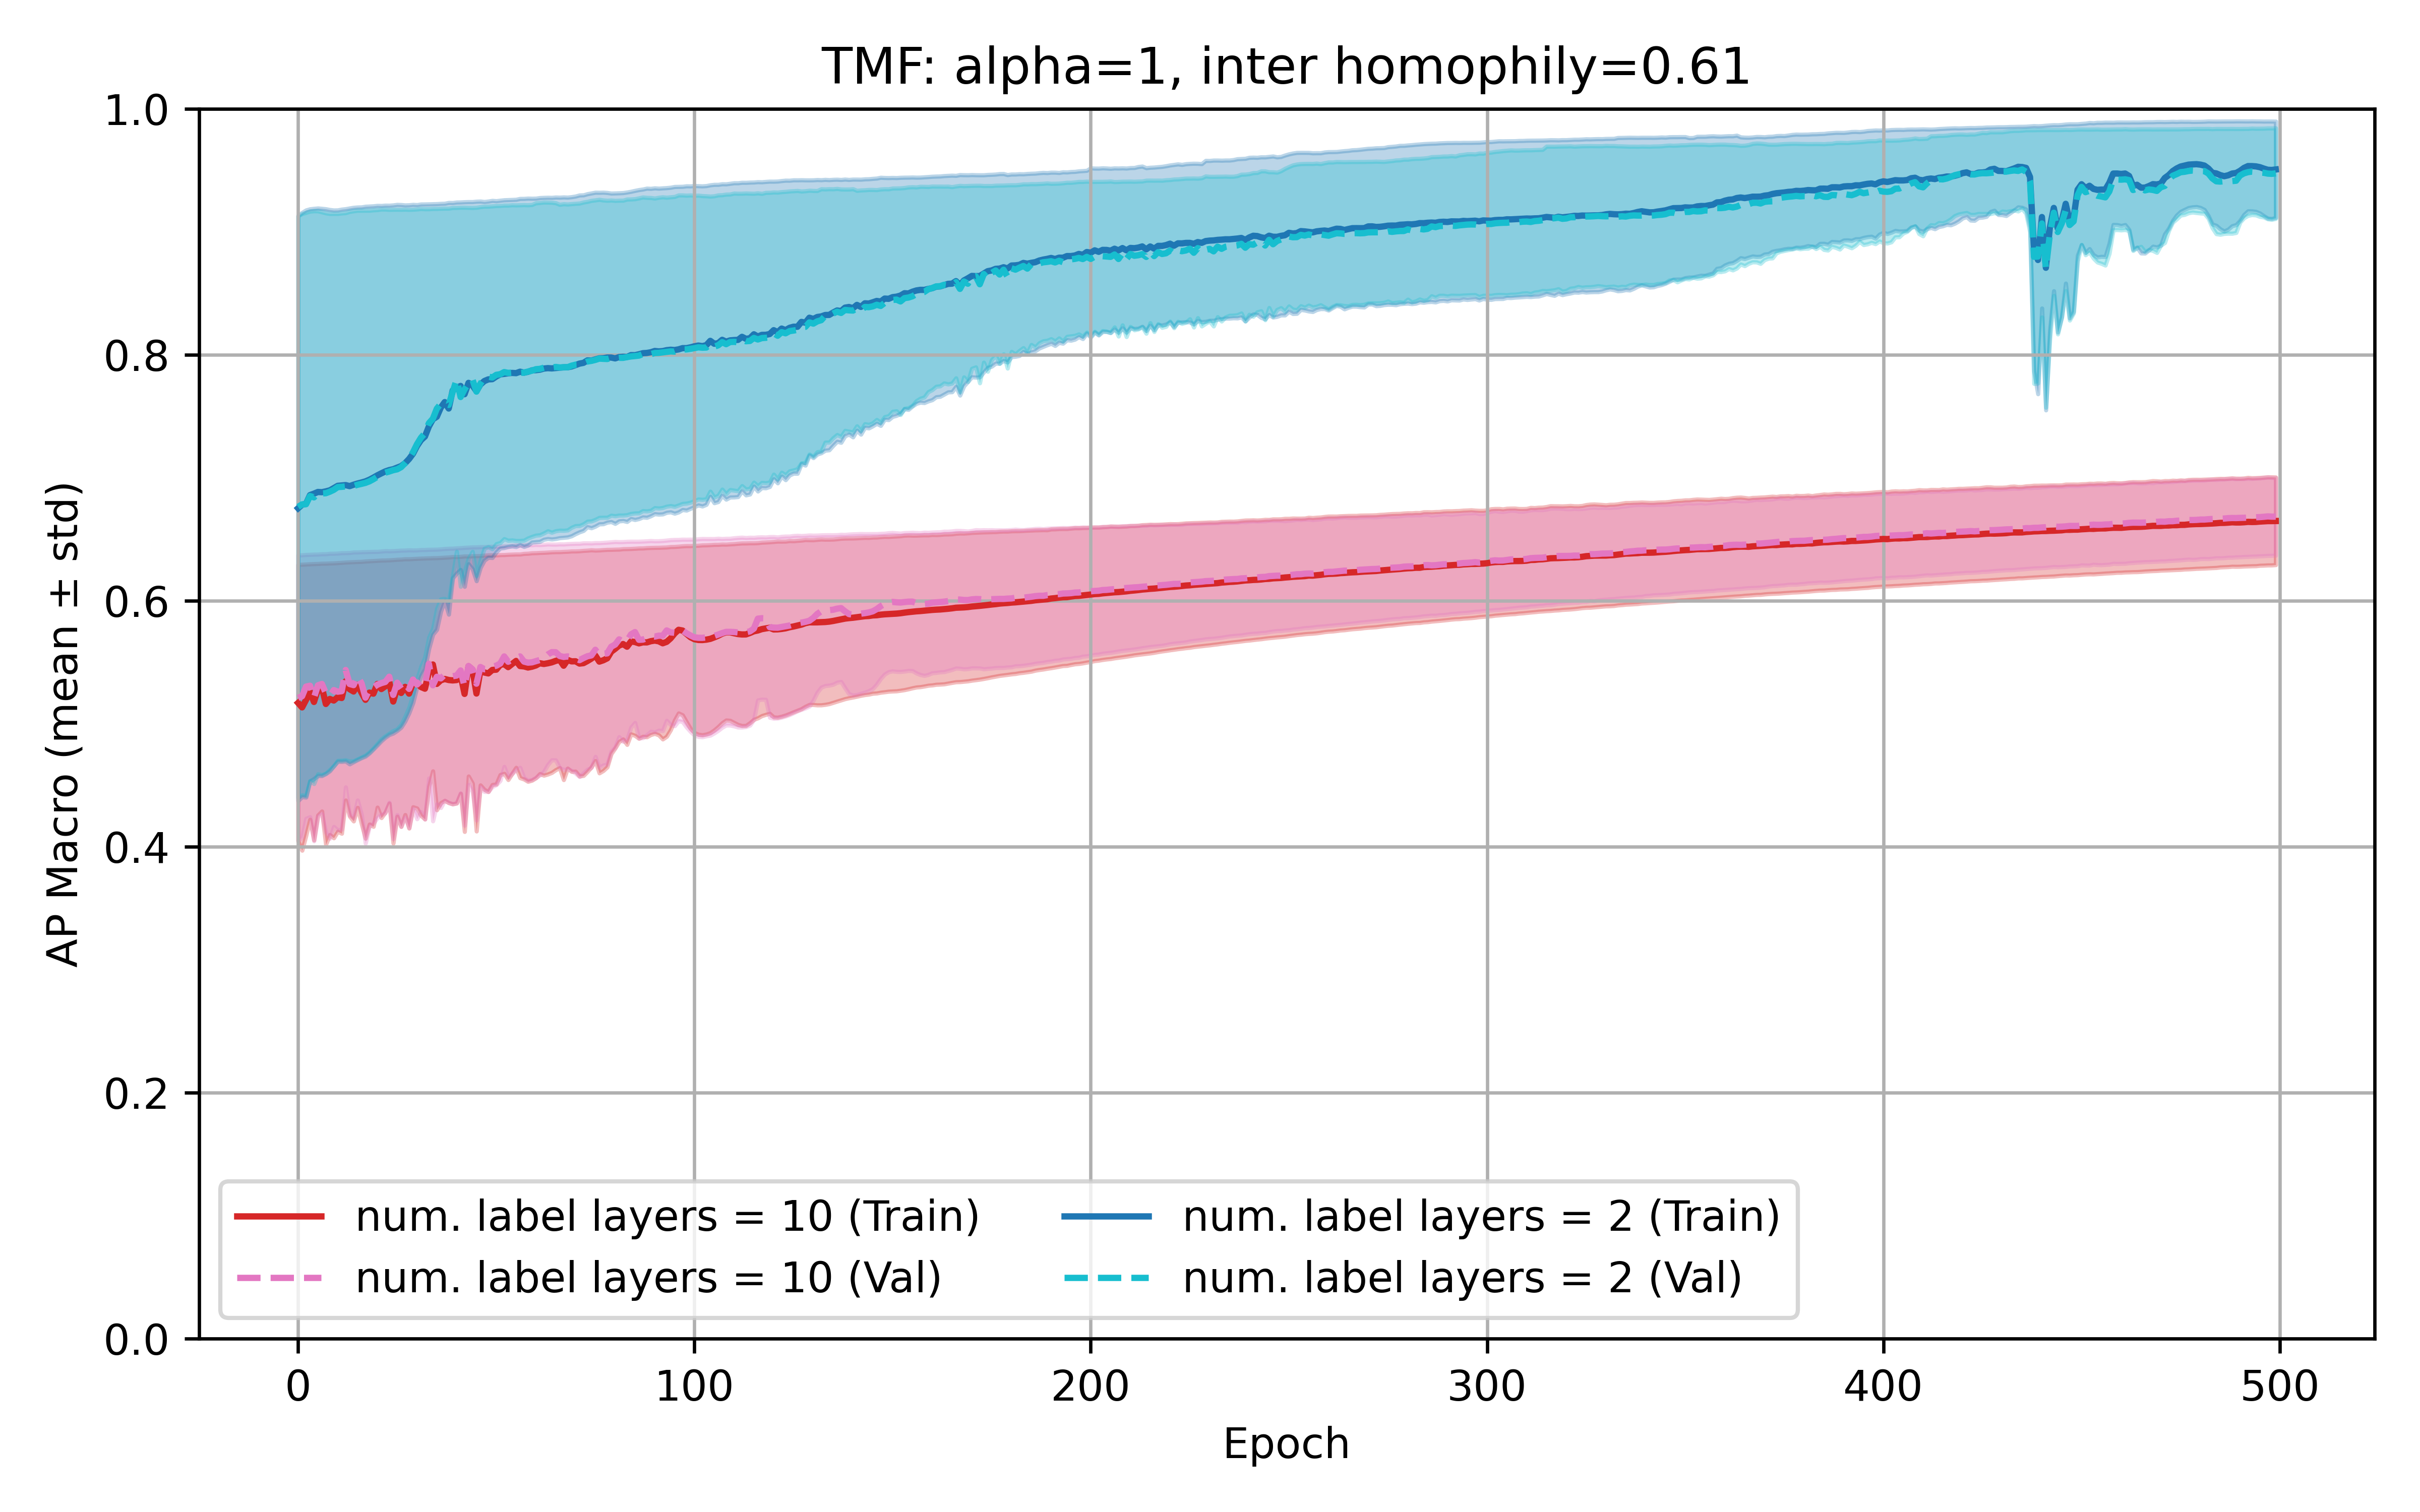 TMF: alpha=1, inter homophily=0.61
1.0
0.8
0.6
0.4
0.2
0.0
AP Macro (mean ± std)
num. label layers = 10 (Train)
num. label layers = 10 (Val)
num. label layers = 2 (Train)
num. label layers = 2 (Val)
0 100 200 300 400 500
Epoch